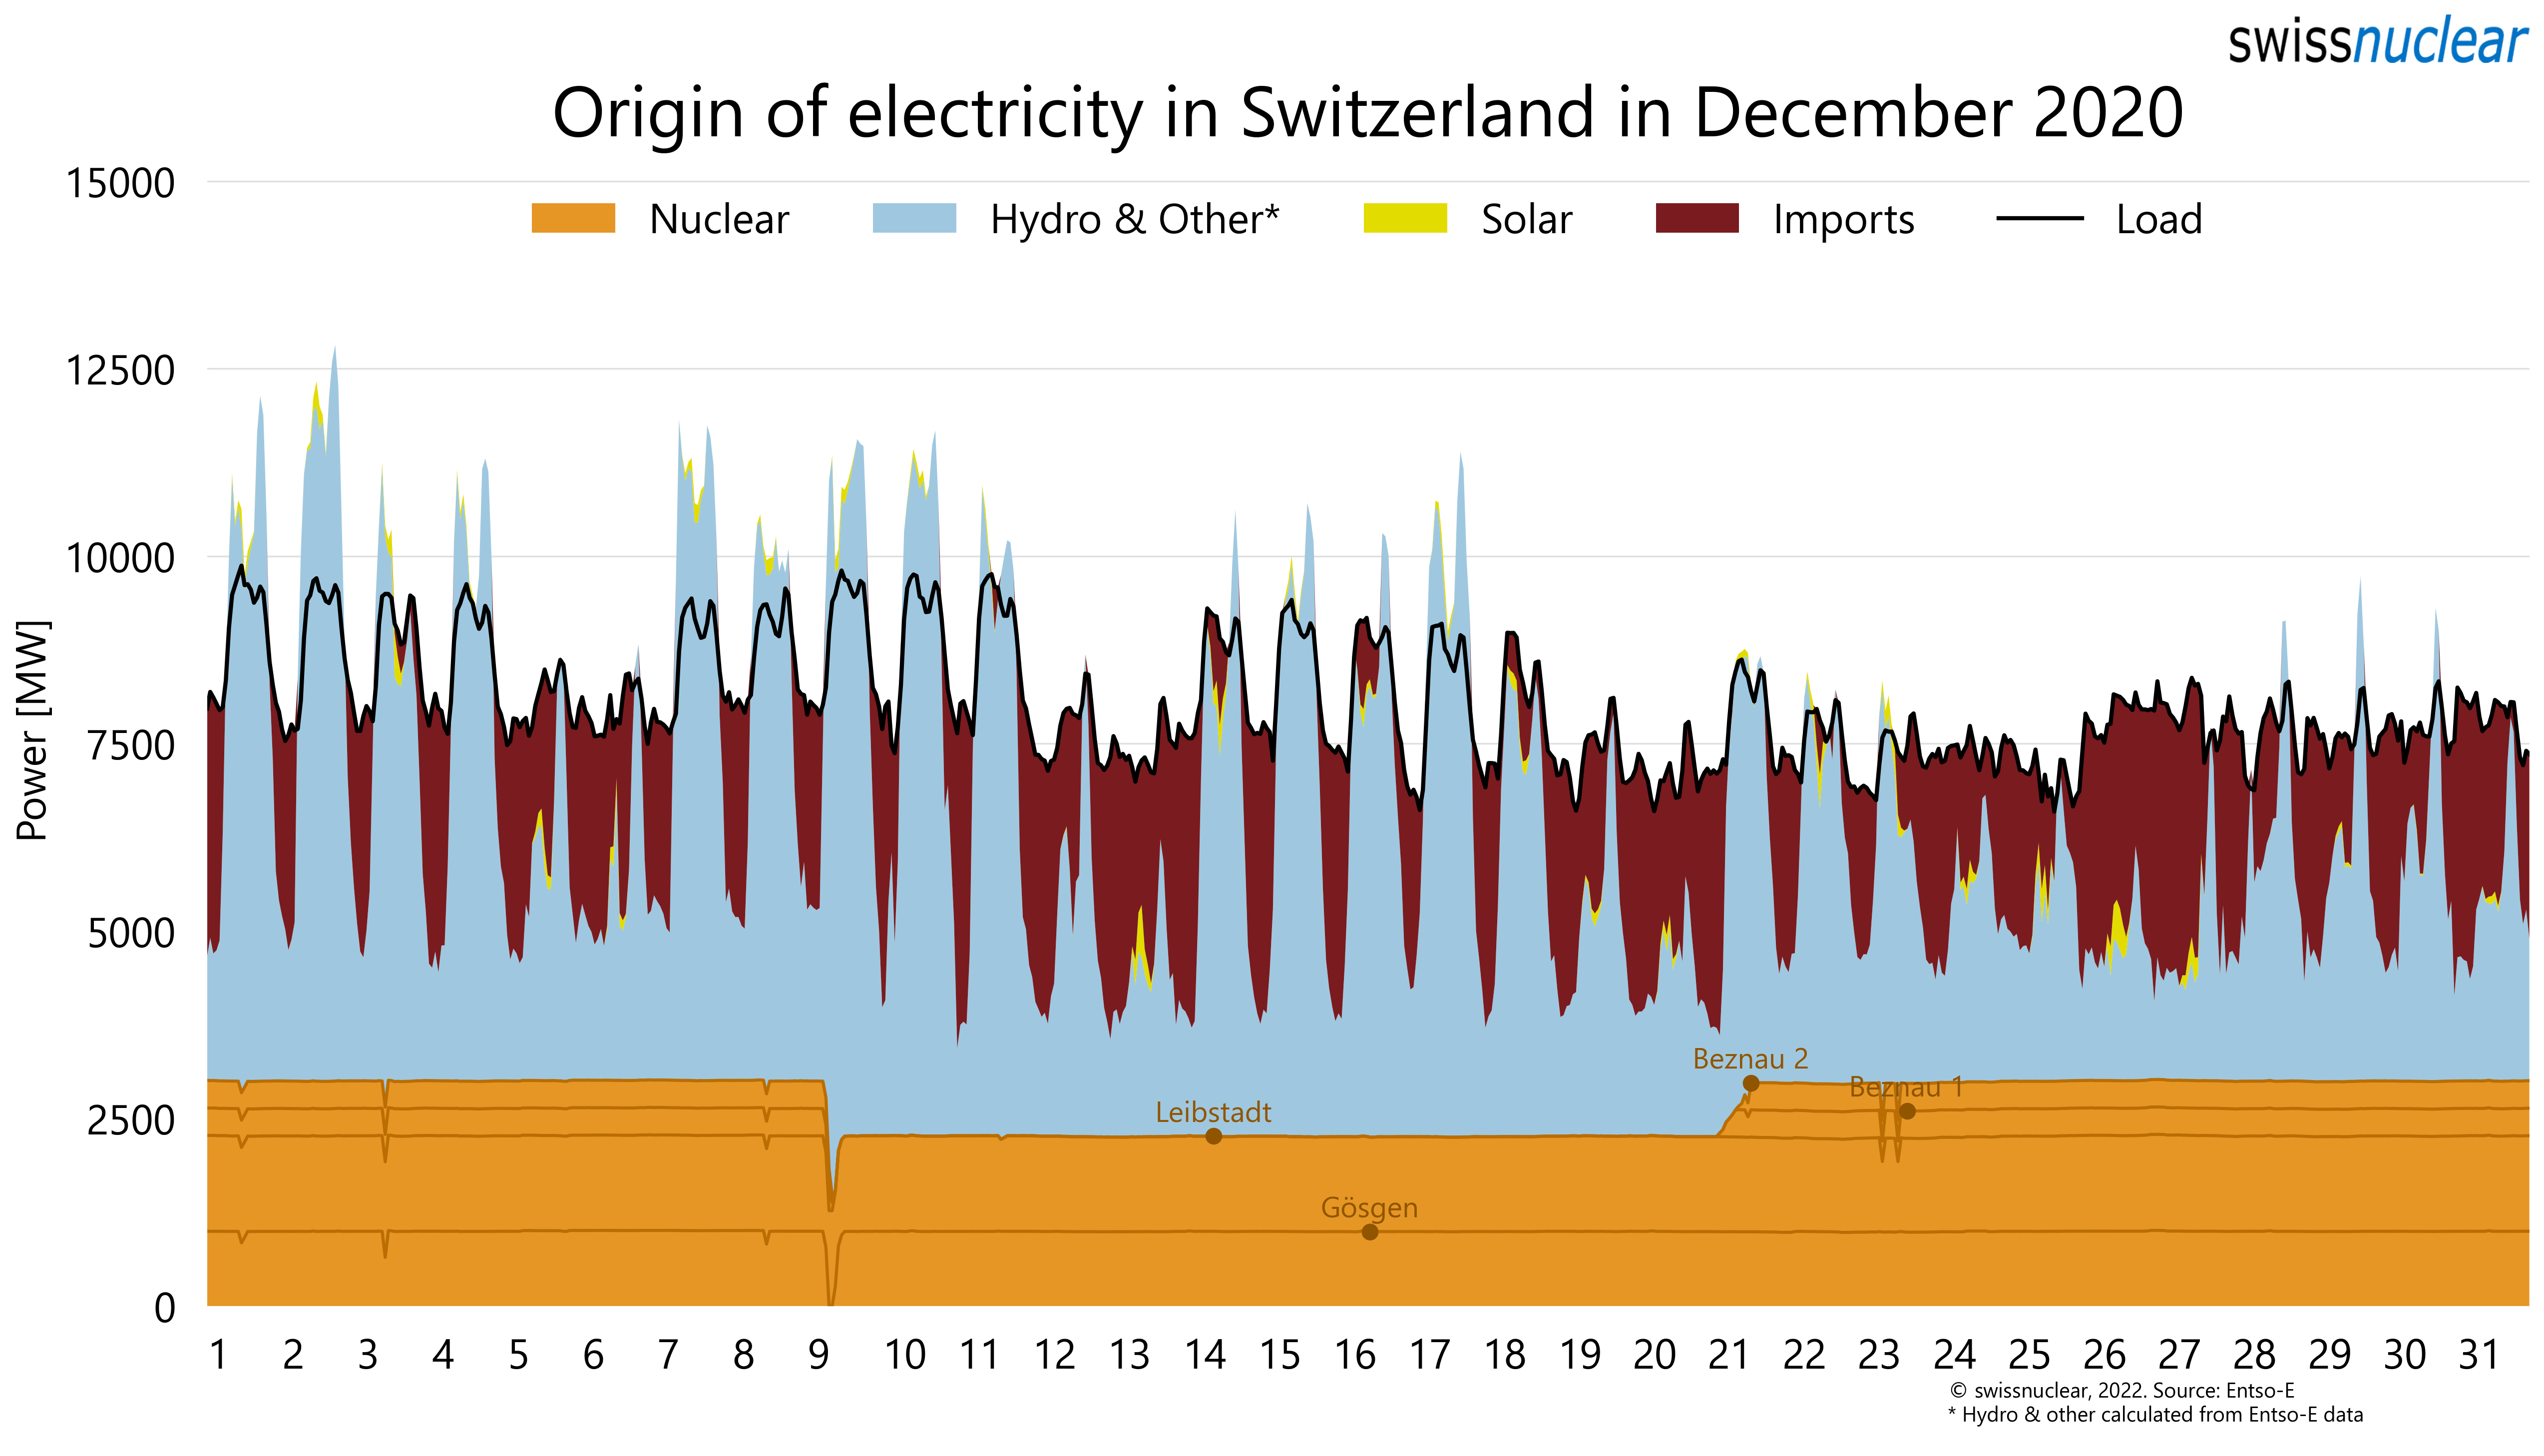 swissnuclear
Origin of electricity in Switzerland in December 2020
15000
Nuclear Hydro & Other* Solar Imports Load
12500
10000
7500
5000
2500
0
Power [MW]
Beznau 2
Beznau 1
Leibstadt
Gösgen
1 2 3 4 5 6 7 8 9 10 11 12 13 14 15 16 17 18 19 20 21 22 23 24 25 26 27 28 29 30 31
© swissnuclear, 2022. Source: Entso-E
* Hydro & other calculated from Entso-E data